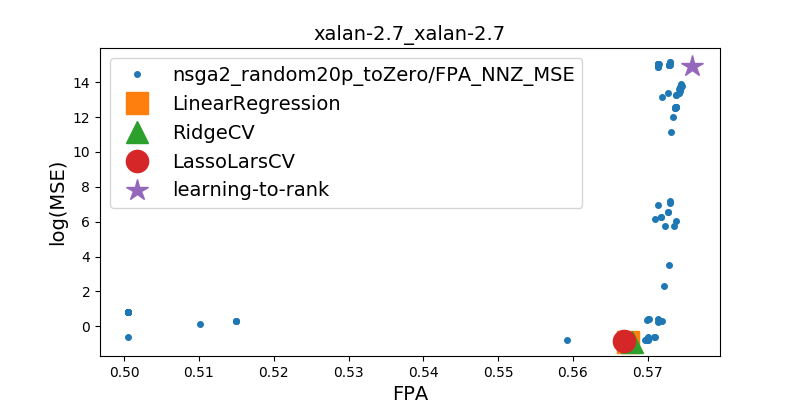 xalan-2.7_xalan-2.7
nsga2_random20p_toZero/FPA_NNZ_MSE
LinearRegression
RidgeCV
LassoLarsCV
learning-to-rank
log(MSE)
14
12
10
8
6
4
2
0
0.50 0.51 0.52 0.53 0.54 0.55 0.56 0.57
FPA